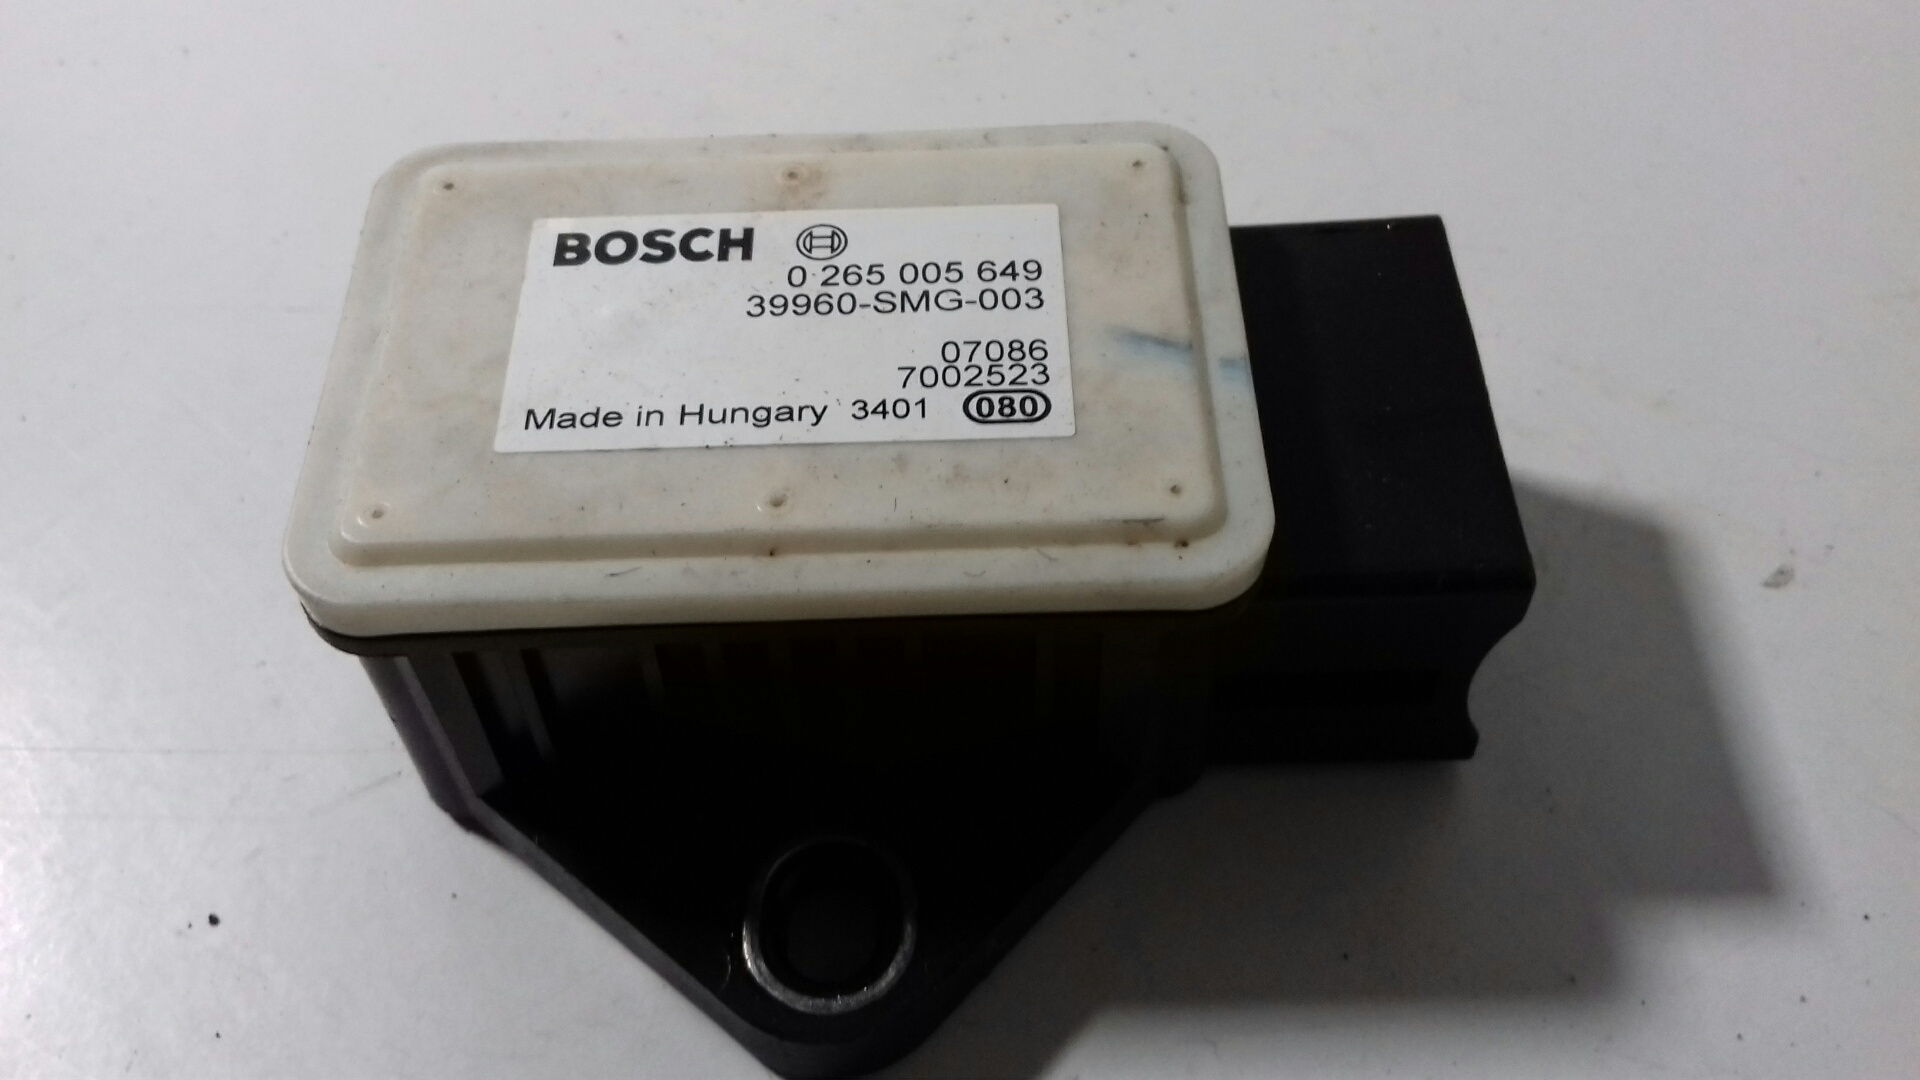 BOSCH
0 265 005 649
39960-SMG-003
07086
7002523
Made in Hungary 3401 080